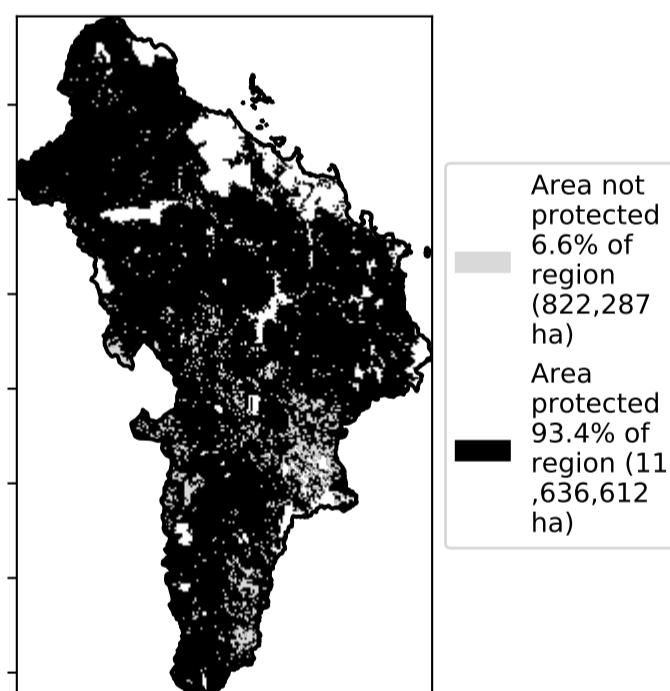 Area not
protected
6.6% of
region
(822,287
ha)
Area
protected
93.4% of
region (11
,636,612
ha)